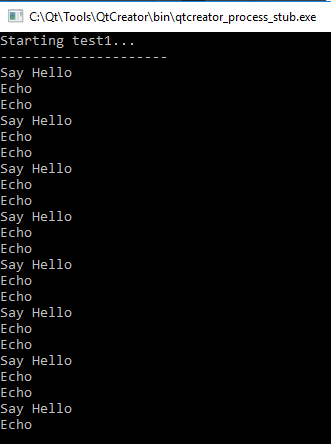 C:\Qt\Tools\QtCreator\bin\qtcreator_process_stub.exe
Starting test1...
---------------------
Say Hello
Echo
Echo
Say Hello
Echo
Echo
Say Hello
Echo
Echo
Say Hello
Echo
Echo
Say Hello
Echo
Echo
Say Hello
Echo
Echo
Say Hello
Echo
Echo
Say Hello
Echo